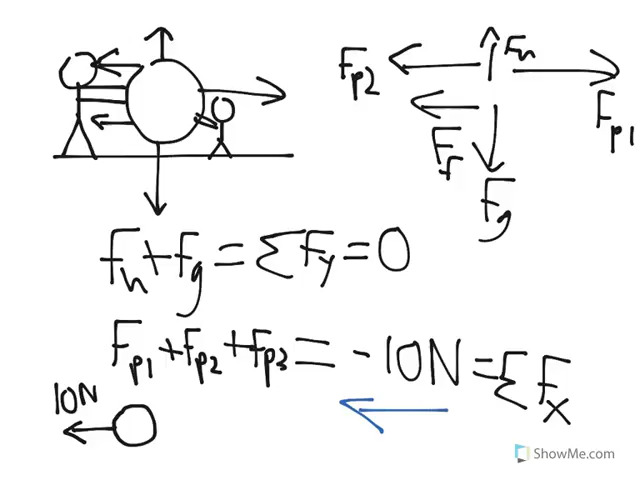 Fn
Fp2
Fp1
Ff
Fg
Fn + Fg = ΣFy = 0
Fp1 + Fp2 + Fp3 = -10N = ΣFx
10N
ShowMe.com